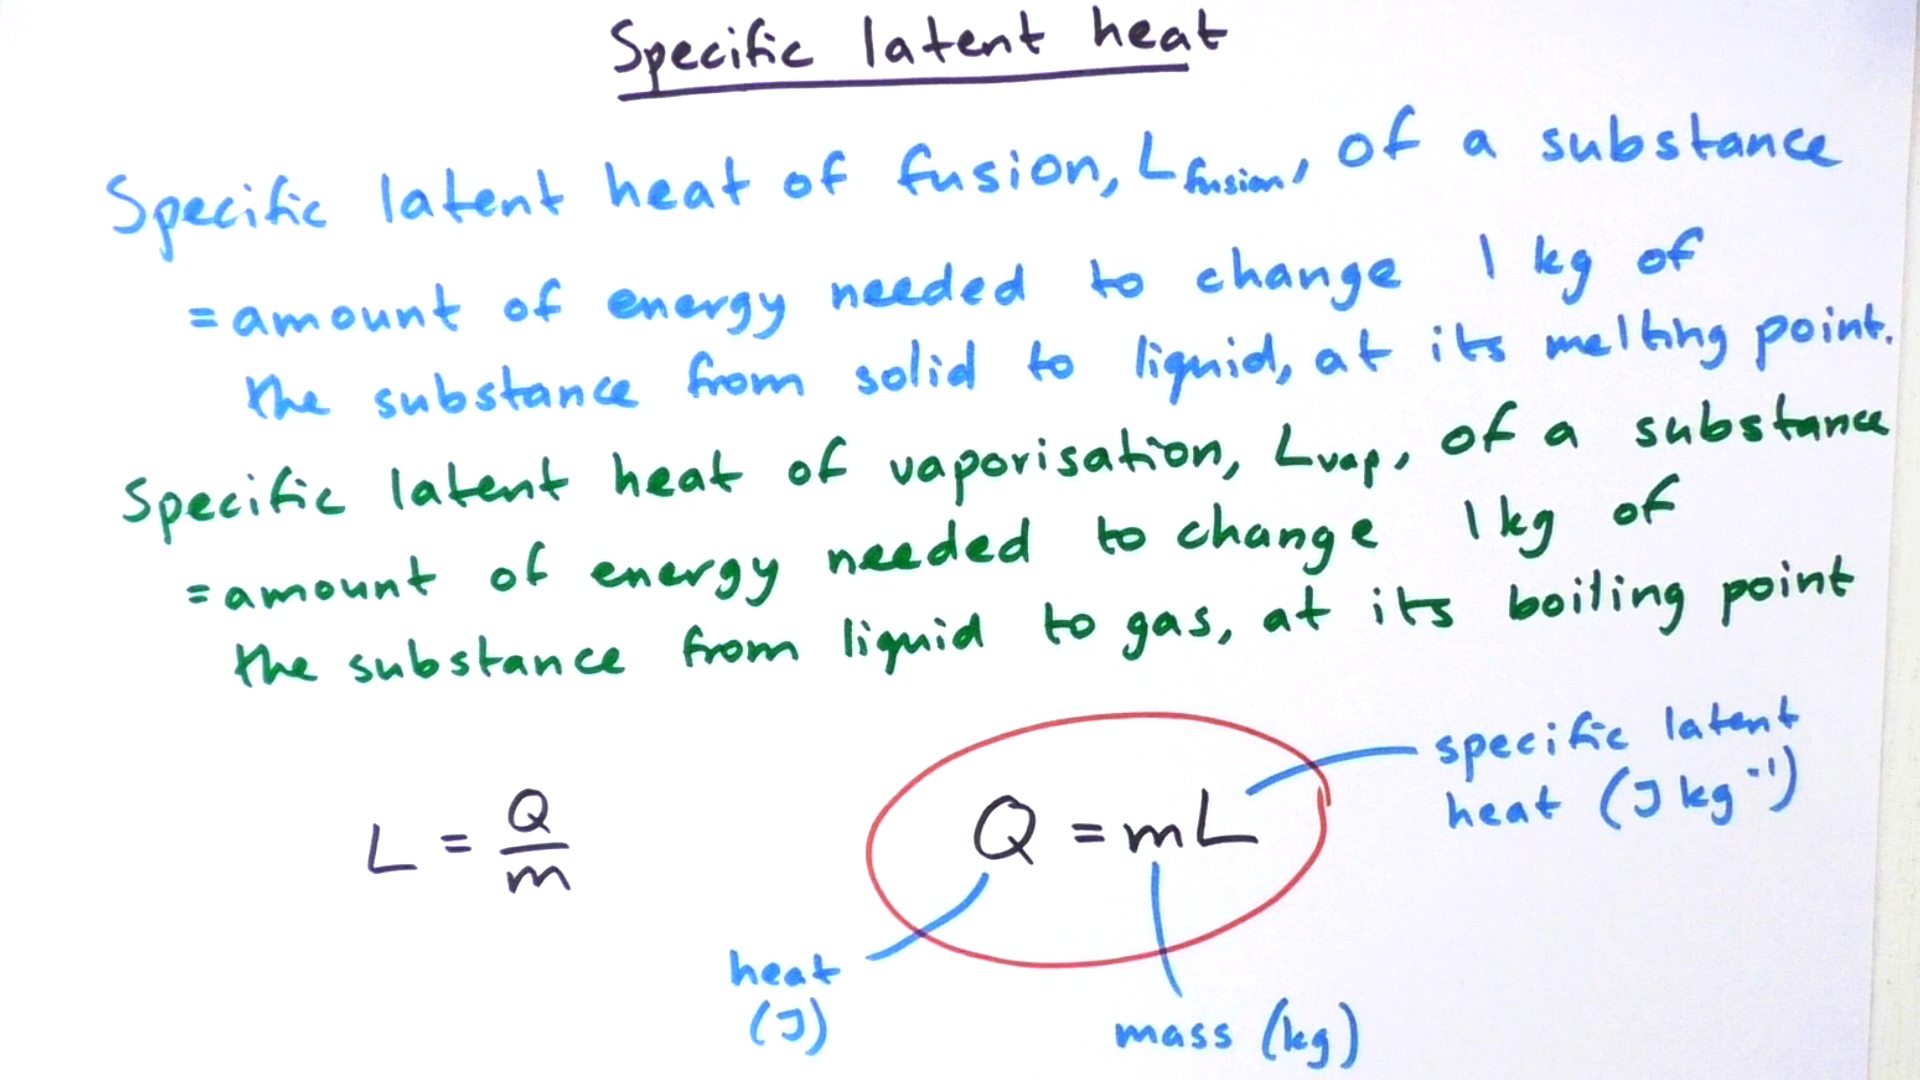 Specific latent heat
Specific latent heat of fusion, Lfusion, of a substance
= amount of energy needed to change 1 kg of
the substance from solid to liquid, at its melting point.
Specific latent heat of vaporisation, Lvap, of a substance
= amount of energy needed to change 1 kg of
the substance from liquid to gas, at its boiling point
L = Q/m
Q = mL
specific latent
heat (J kg⁻¹)
heat
(J)
mass (kg)